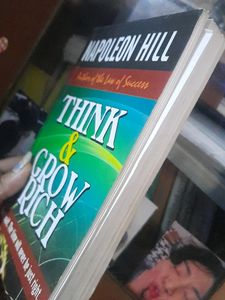 NAPOLEON HILL
Author of the Law of Success
THINK
&
GROW
RICH